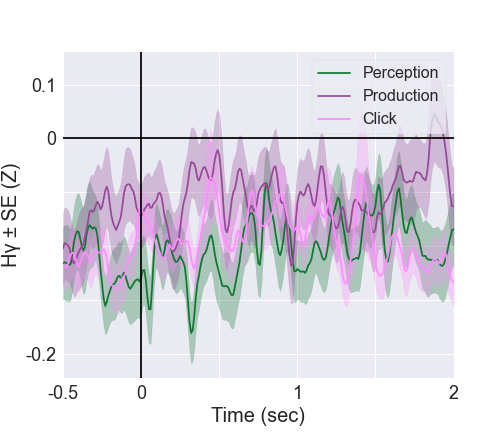 Perception
Production
Click
0.1
0
-0.2
Hγ ± SE (Z)
-0.5
0
1
2
Time (sec)